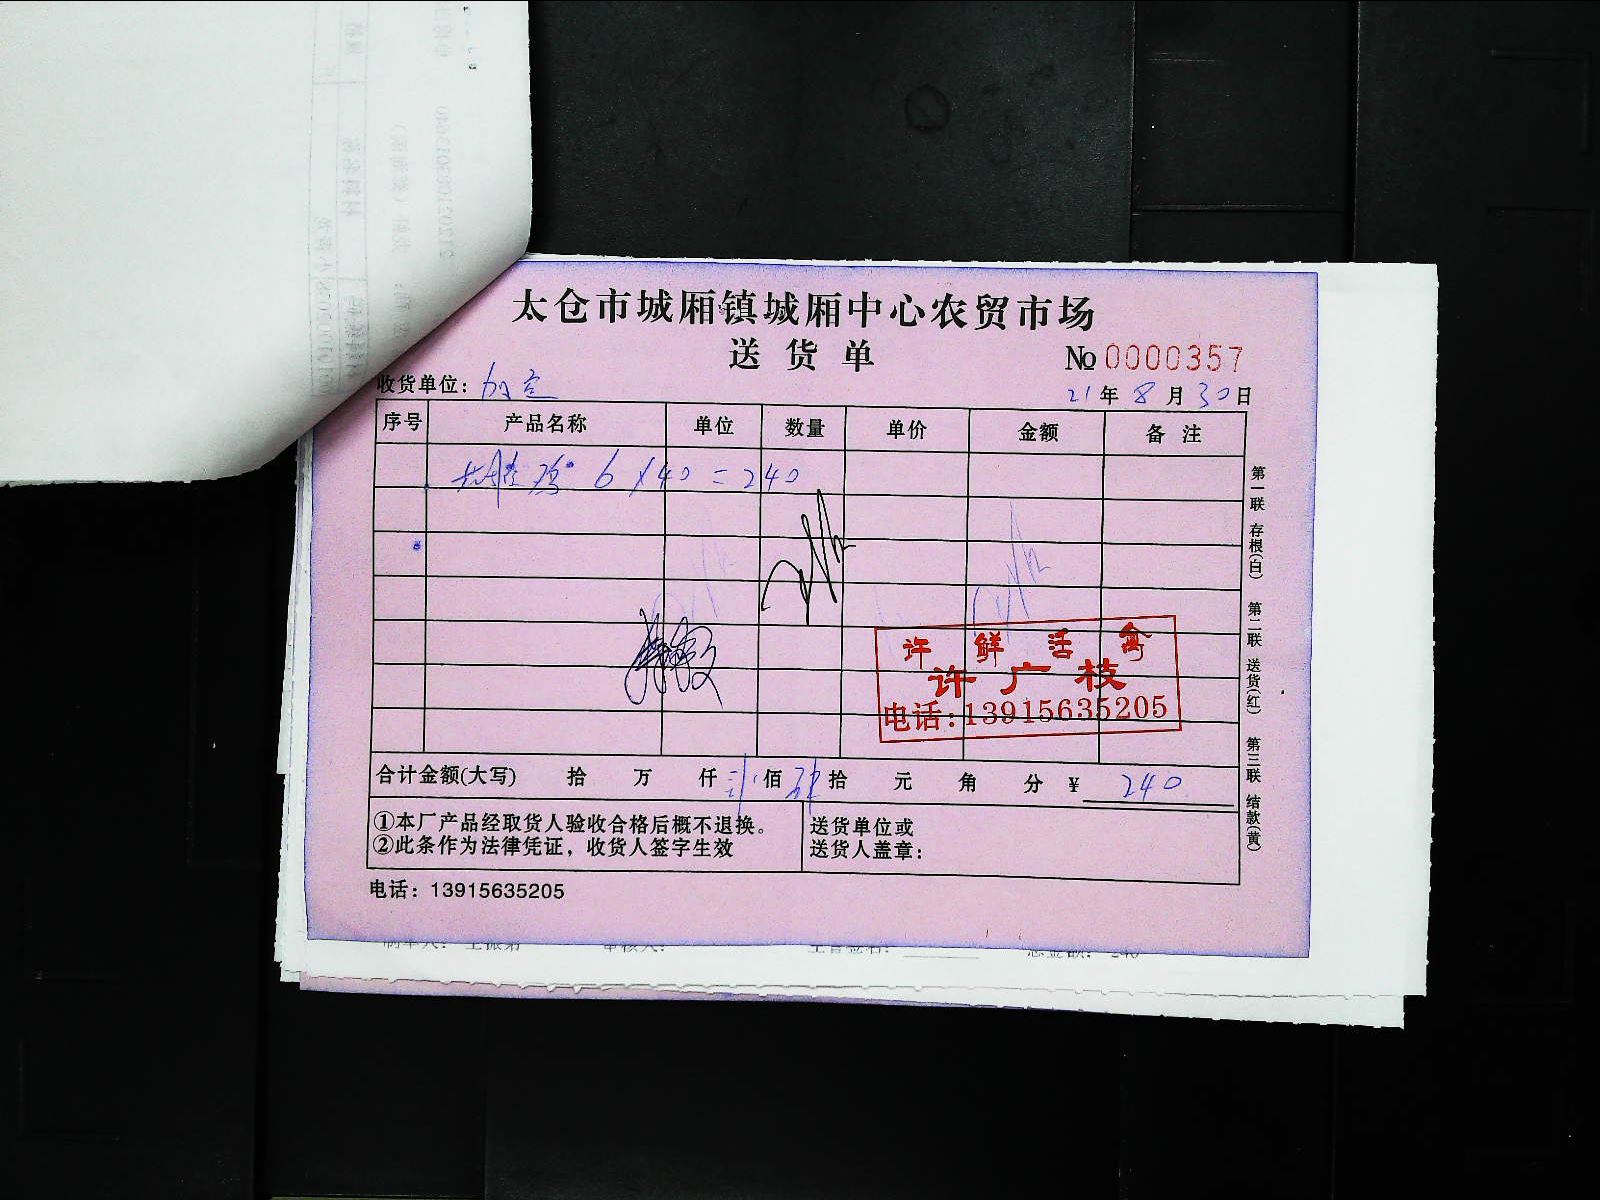 太仓市城厢镇城厢中心农贸市场
送货单
No 0000357
收货单位：
21年8月30日
序号 产品名称 单位 数量 单价 金额 备注
鸡 6×40=240
许鲜活禽
许广枝
电话:13915635205
合计金额(大写) 拾 万 仟 佰 肆拾 元 角 分 ¥ 240
①本厂产品经取货人验收合格后概不退换。
②此条作为法律凭证，收货人签字生效
送货单位或
送货人盖章：
电话：13915635205
第一联 存根(白) 第二联 送货(红) 第三联 结款(黄)